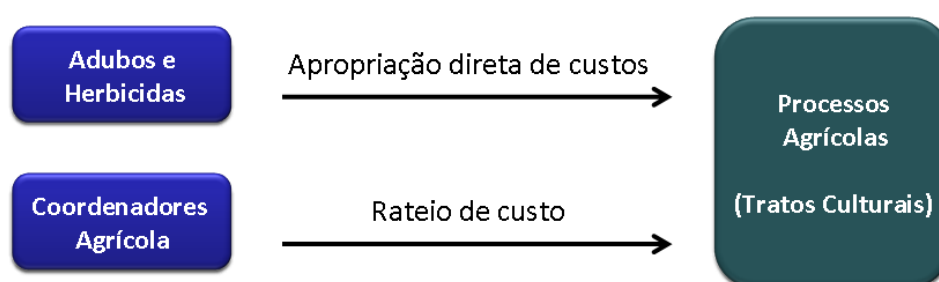 Adubos e
Herbicidas
Apropriação direta de custos
Processos
Agrícolas
(Tratos Culturais)
Coordenadores
Agrícola
Rateio de custo